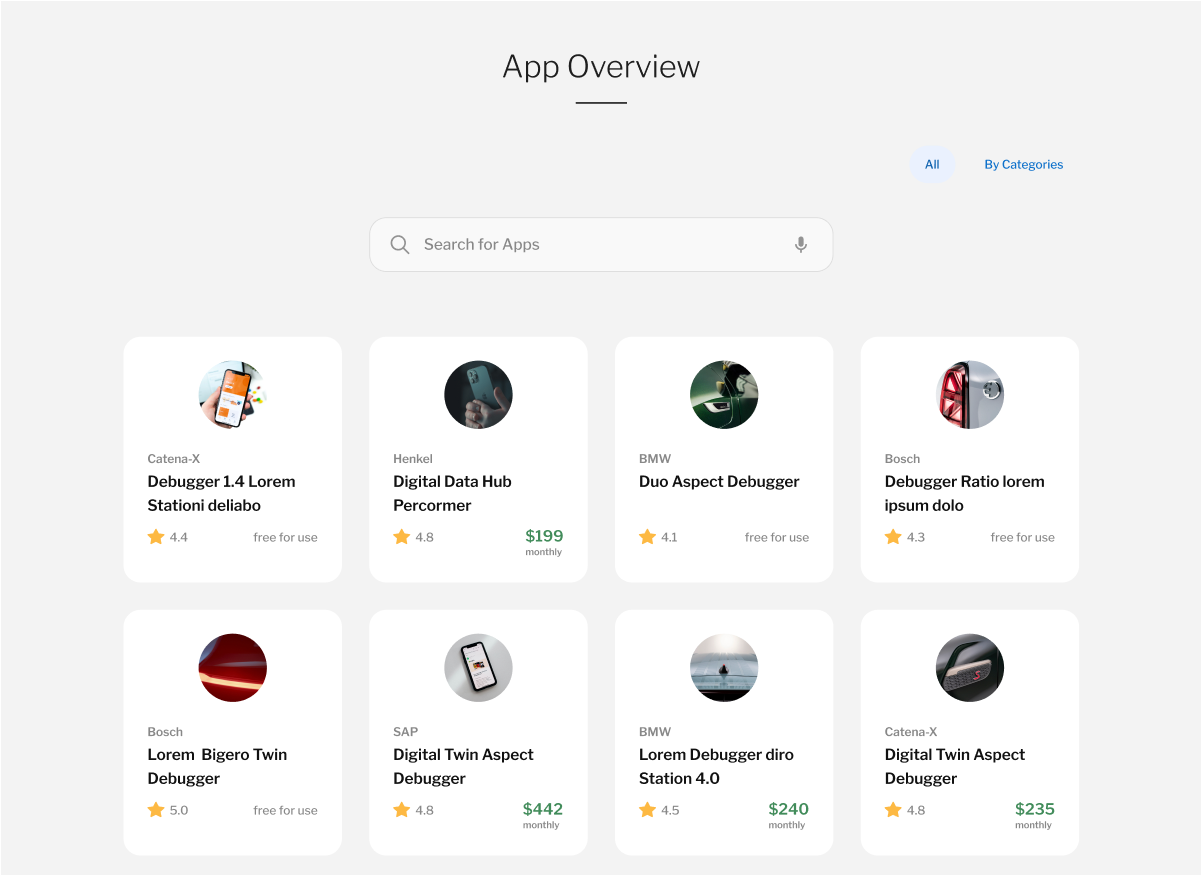 App Overview
All
By Categories
Search for Apps
Catena-X
Debugger 1.4 Lorem
Stationi deliabo
4.4
free for use
Henkel
Digital Data Hub
Percormer
4.8
$199
monthly
BMW
Duo Aspect Debugger
4.1
free for use
Bosch
Debugger Ratio lorem
ipsum dolo
4.3
free for use
Bosch
Lorem  Bigero Twin
Debugger
5.0
free for use
SAP
Digital Twin Aspect
Debugger
4.8
$442
monthly
BMW
Lorem Debugger diro
Station 4.0
4.5
$240
monthly
Catena-X
Digital Twin Aspect
Debugger
4.8
$235
monthly